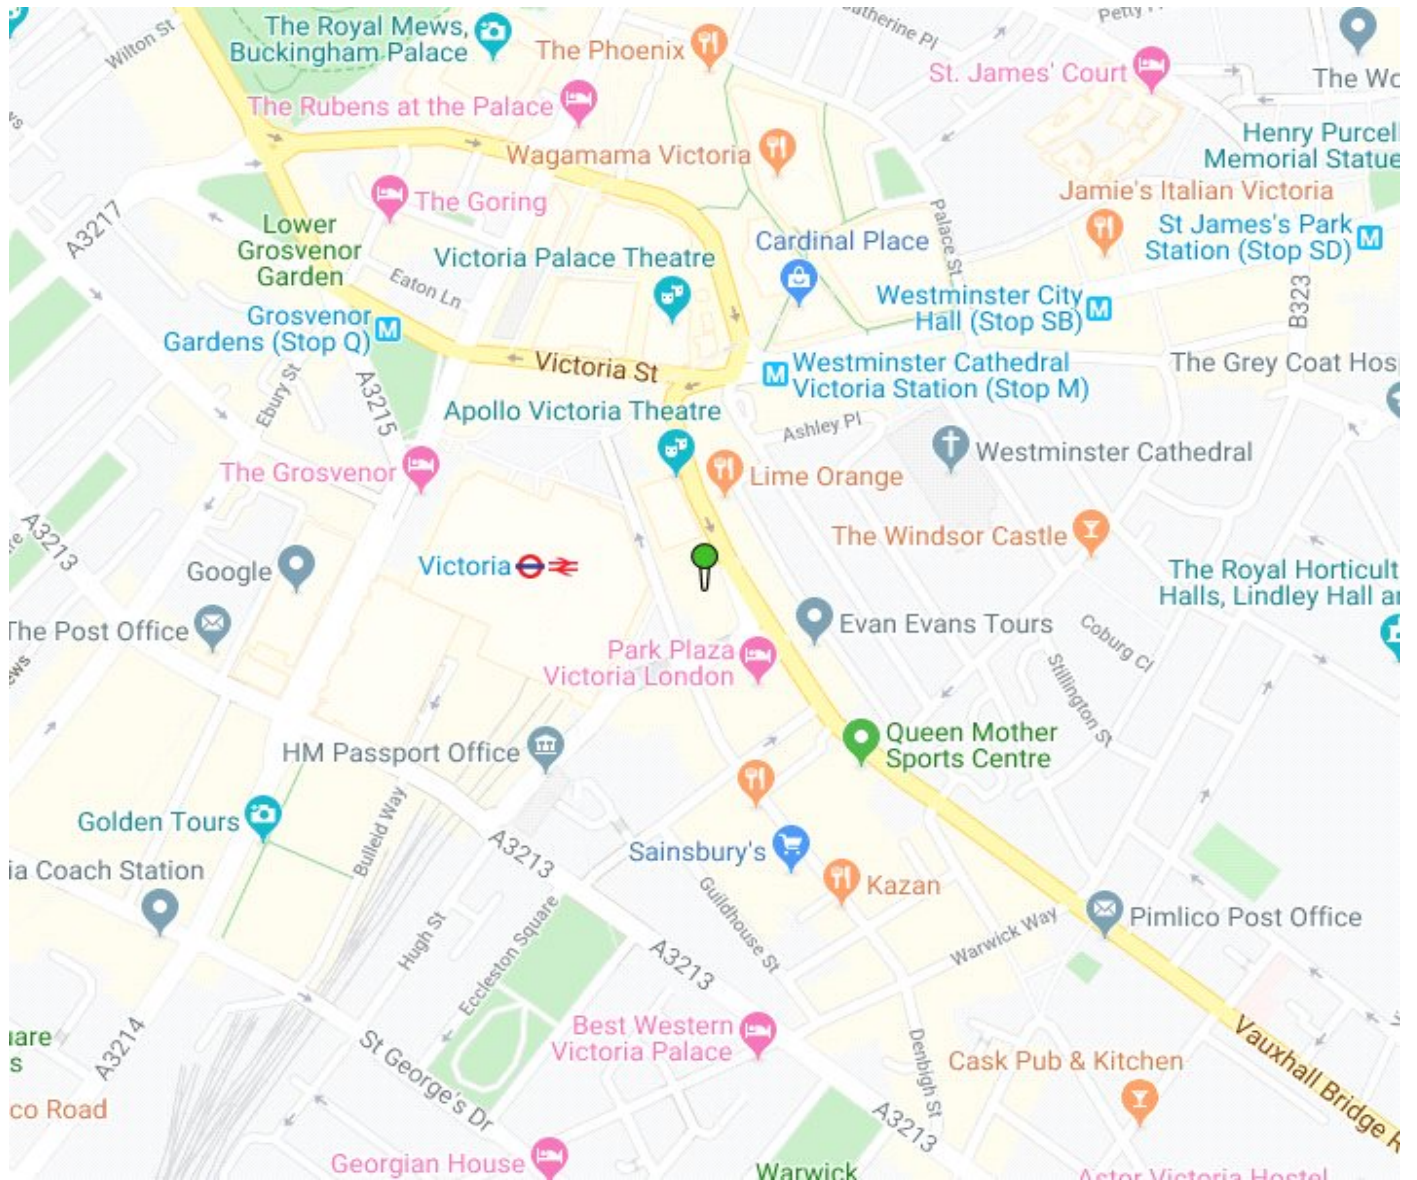 Wilton St
The Royal Mews,
Buckingham Palace
The Phoenix
Catherine Pl
St. James' Court
The Rubens at the Palace
Henry Purcell
Memorial Statue
Wagamama Victoria
Jamie's Italian Victoria
The Goring
A3217
Lower
Grosvenor
Garden
Palace St
St James's Park
Station (Stop SD)
Cardinal Place
Victoria Palace Theatre
Eaton Ln
Westminster City
Hall (Stop SB)
B323
Grosvenor
Gardens (Stop Q)
Victoria St
Westminster Cathedral
Victoria Station (Stop M)
The Grey Coat Hos
Ebury St
A3215
Apollo Victoria Theatre
Ashley Pl
Westminster Cathedral
The Grosvenor
Lime Orange
A3213
The Windsor Castle
Google
Victoria
The Royal Horticult
Halls, Lindley Hall a
The Post Office
Evan Evans Tours
Coburg Cl
Park Plaza
Victoria London
Stillington St
HM Passport Office
Queen Mother
Sports Centre
Golden Tours
Bulleid Way
A3213
Sainsbury's
ia Coach Station
Kazan
Guildhouse St
Pimlico Post Office
Hugh St
Eccleston Square
A3213
Warwick Way
A3214
St George's Dr
Best Western
Victoria Palace
Denbigh St
Cask Pub & Kitchen
Vauxhall Bridge R
co Road
A3213
Georgian House
Warwick
Astor Victoria Hostel